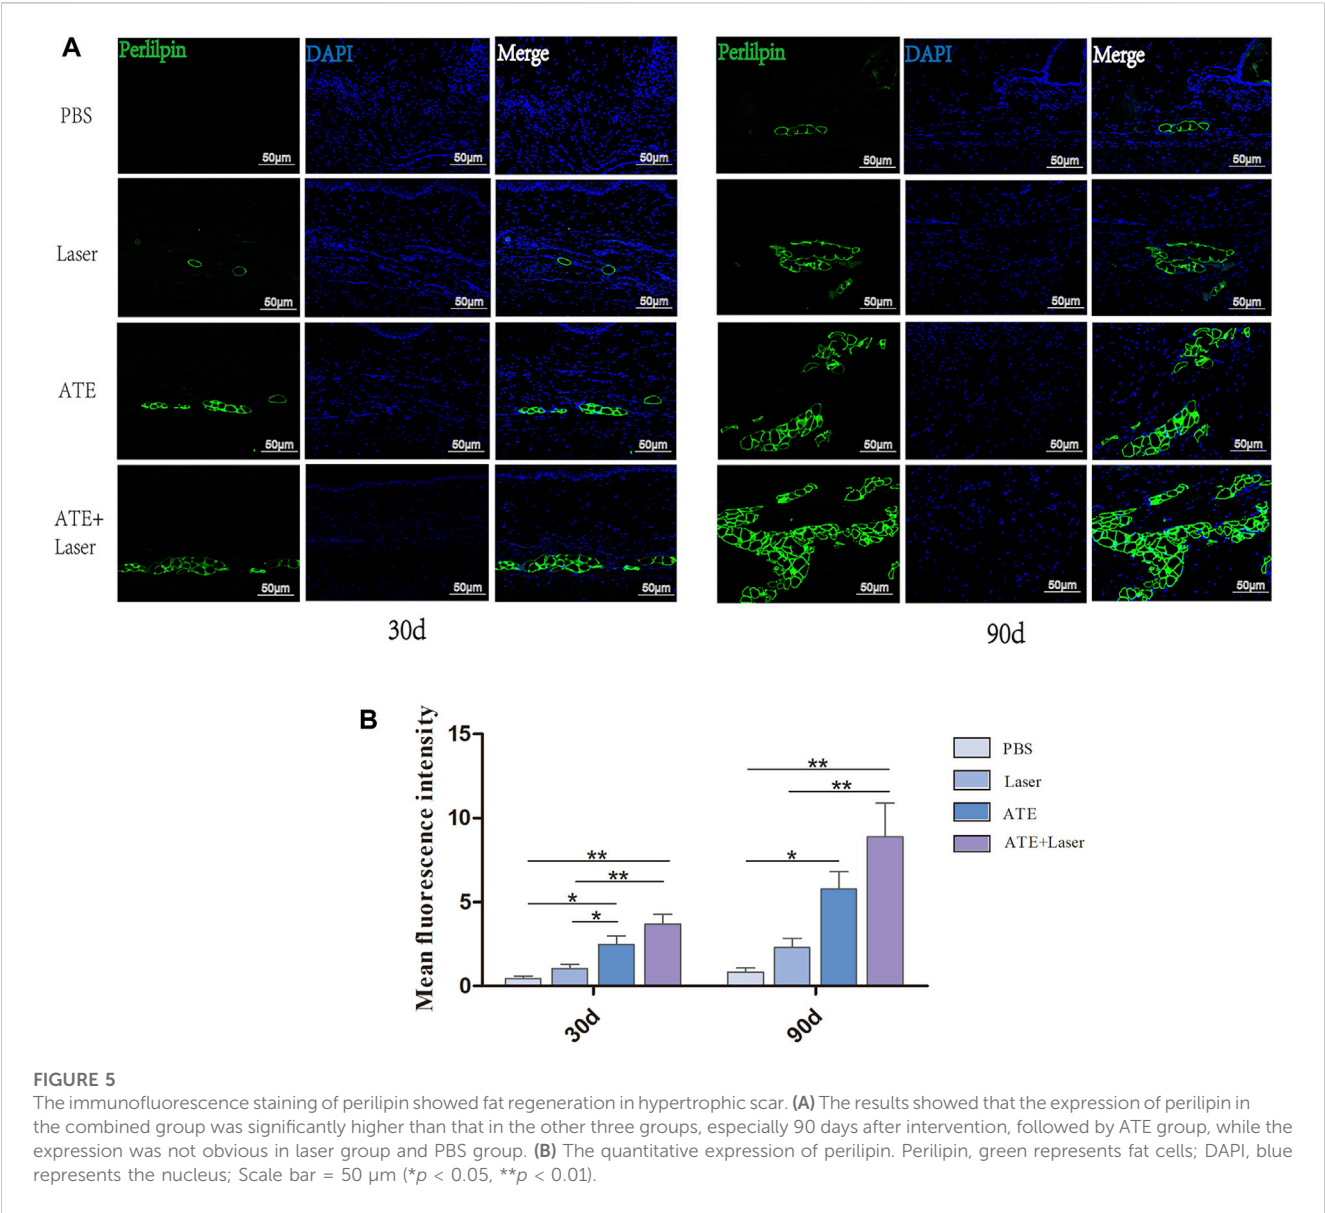 A
Perlilpin DAPI Merge Perlilpin DAPI Merge
PBS
50μm 50μm 50μm 50μm 50μm 50μm
Laser
50μm 50μm 50μm 50μm 50μm 50μm
ATE
50μm 50μm 50μm 50μm 50μm 50μm
ATE+
Laser
50μm 50μm 50μm 50μm 50μm 50μm
30d 90d
B
Mean fluorescence intensity
15
10
5
0
** ** * *
** ** *
30d 90d
PBS
Laser
ATE
ATE+Laser
FIGURE 5
The immunofluorescence staining of perilipin showed fat regeneration in hypertrophic scar. (A) The results showed that the expression of perilipin in
the combined group was significantly higher than that in the other three groups, especially 90 days after intervention, followed by ATE group, while the
expression was not obvious in laser group and PBS group. (B) The quantitative expression of perilipin. Perilipin, green represents fat cells; DAPI, blue
represents the nucleus; Scale bar = 50 μm (*p < 0.05, **p < 0.01).